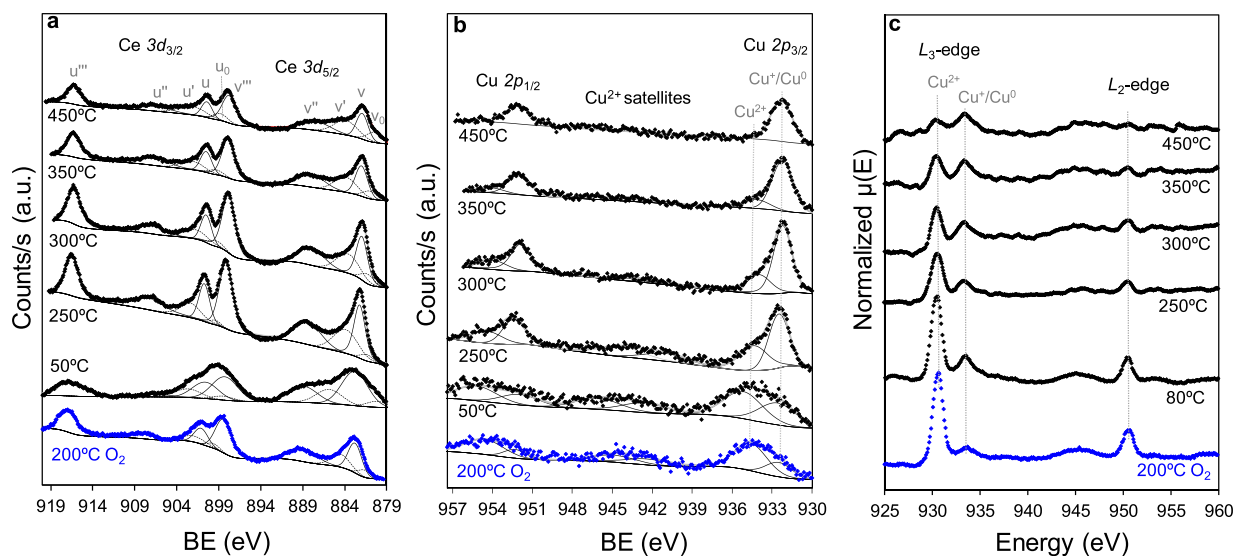 a
Ce 3d3/2
Ce 3d5/2
u'''
u''
u'
u
u0
v'''
v''
v'
v
v0
450ºC
350ºC
300ºC
250ºC
50ºC
200ºC O2
Counts/s (a.u.)
919 914 909 904 899 894 889 884 879
BE (eV)
b
Cu 2p3/2
Cu+/Cu0
Cu 2p1/2
Cu2+ satellites
Cu2+
450ºC
350ºC
300ºC
250ºC
50ºC
200ºC O2
Counts/s (a.u.)
957 954 951 948 945 942 939 936 933 930
BE (eV)
c
L3-edge
Cu2+
Cu+/Cu0
L2-edge
450ºC
350ºC
300ºC
250ºC
80ºC
200ºC O2
Normalized µ(E)
925 930 935 940 945 950 955 960
Energy (eV)